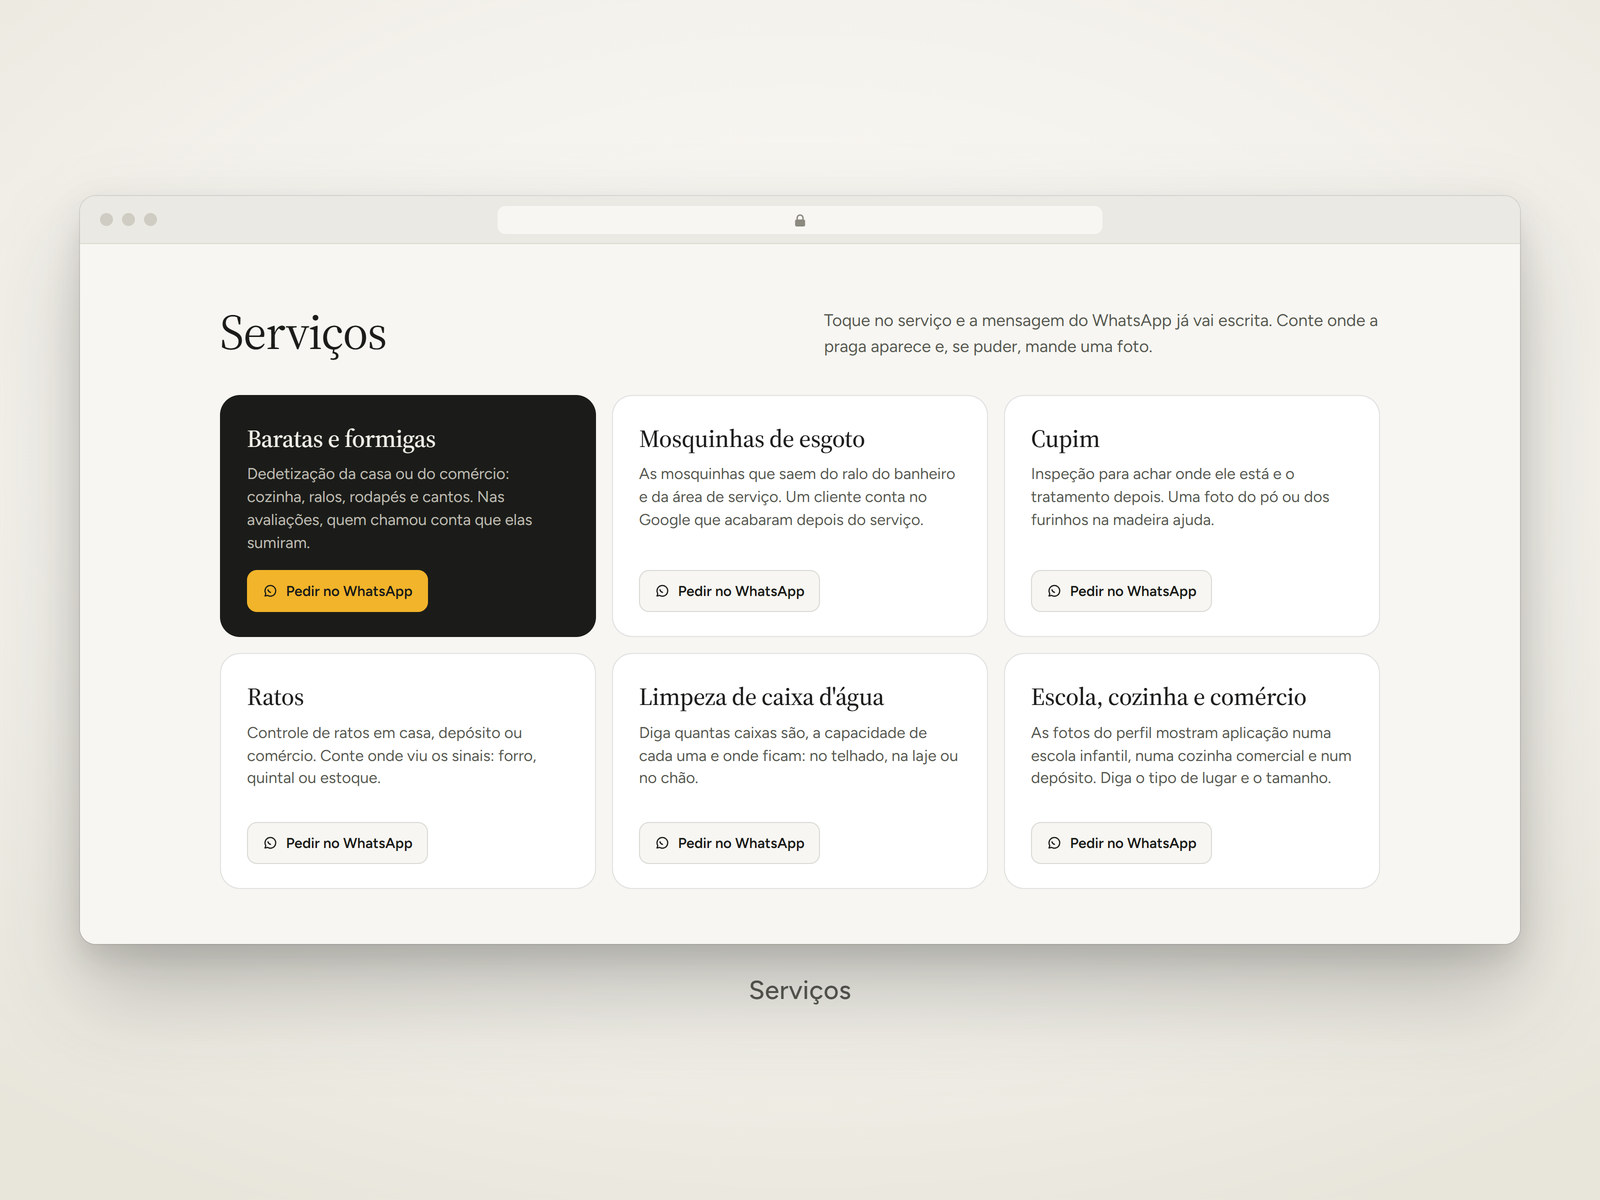 Serviços
Toque no serviço e a mensagem do WhatsApp já vai escrita. Conte onde a
praga aparece e, se puder, mande uma foto.
Baratas e formigas
Dedetização da casa ou do comércio:
cozinha, ralos, rodapés e cantos. Nas
avaliações, quem chamou conta que elas
sumiram.
Pedir no WhatsApp
Mosquinhas de esgoto
As mosquinhas que saem do ralo do banheiro
e da área de serviço. Um cliente conta no
Google que acabaram depois do serviço.
Pedir no WhatsApp
Cupim
Inspeção para achar onde ele está e o
tratamento depois. Uma foto do pó ou dos
furinhos na madeira ajuda.
Pedir no WhatsApp
Ratos
Controle de ratos em casa, depósito ou
comércio. Conte onde viu os sinais: forro,
quintal ou estoque.
Pedir no WhatsApp
Limpeza de caixa d'água
Diga quantas caixas são, a capacidade de
cada uma e onde ficam: no telhado, na laje ou
no chão.
Pedir no WhatsApp
Escola, cozinha e comércio
As fotos do perfil mostram aplicação numa
escola infantil, numa cozinha comercial e num
depósito. Diga o tipo de lugar e o tamanho.
Pedir no WhatsApp
Serviços